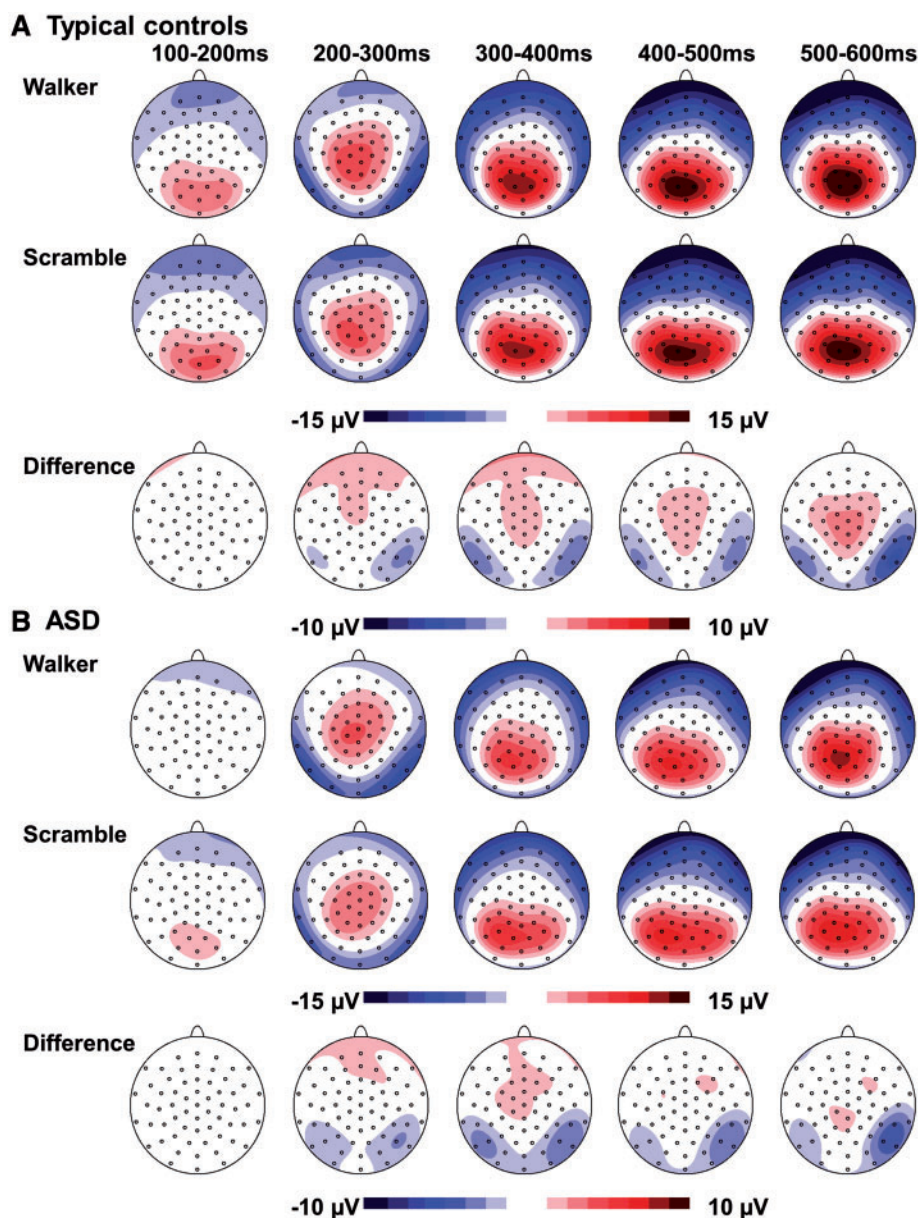 A Typical controls
100-200ms 200-300ms 300-400ms 400-500ms 500-600ms
Walker
Scramble
-15 µV 15 µV
Difference
-10 µV 10 µV
B ASD
Walker
Scramble
-15 µV 15 µV
Difference
-10 µV 10 µV